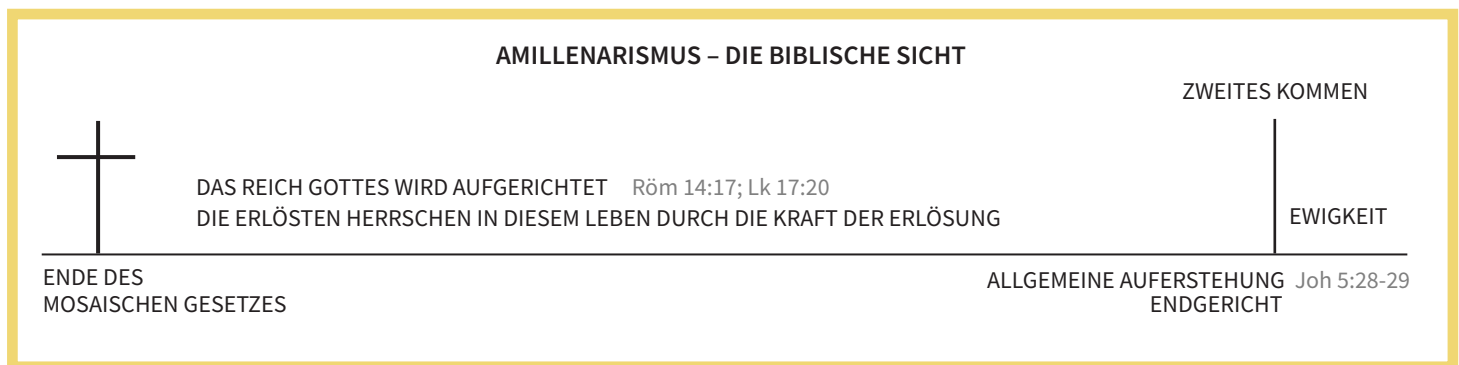 AMILLENARISMUS – DIE BIBLISCHE SICHT
ZWEITES KOMMEN
DAS REICH GOTTES WIRD AUFGERICHTET Röm 14:17; Lk 17:20
DIE ERLÖSTEN HERRSCHEN IN DIESEM LEBEN DURCH DIE KRAFT DER ERLÖSUNG
EWIGKEIT
ENDE DES
MOSAISCHEN GESETZES
ALLGEMEINE AUFERSTEHUNG Joh 5:28-29
ENDGERICHT